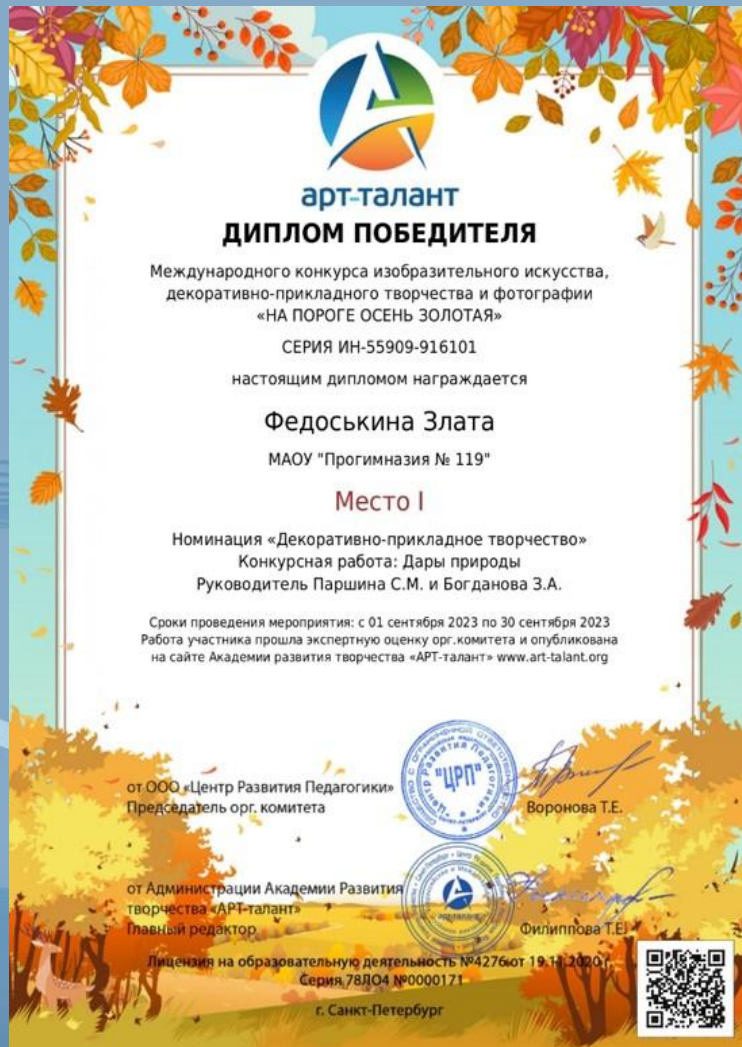 арт-талант
ДИПЛОМ ПОБЕДИТЕЛЯ
Международного конкурса изобразительного искусства,
декоративно-прикладного творчества и фотографии
«НА ПОРОГЕ ОСЕНЬ ЗОЛОТАЯ»
СЕРИЯ ИН-55909-916101
настоящим дипломом награждается
Федоськина Злата
МАОУ "Прогимназия № 119"
Место I
Номинация «Декоративно-прикладное творчество»
Конкурсная работа: Дары природы
Руководитель Паршина С.М. и Богданова З.А.
Сроки проведения мероприятия: с 01 сентября 2023 по 30 сентября 2023
Работа участника прошла экспертную оценку орг.комитета и опубликована
на сайте Академии развития творчества «АРТ-талант» www.art-talant.org
от ООО «Центр Развития Педагогики»
Председатель орг. комитета
"ЦРП"
Воронова Т.Е.
от Администрации Академии Развития
творчества «АРТ-талант»
Главный редактор
арт-талант
Филиппова Т.Е.
Лицензия на образовательную деятельность №4276 от 19.11.2020 г.
Серия 78ЛО4 №0000171
г. Санкт-Петербург